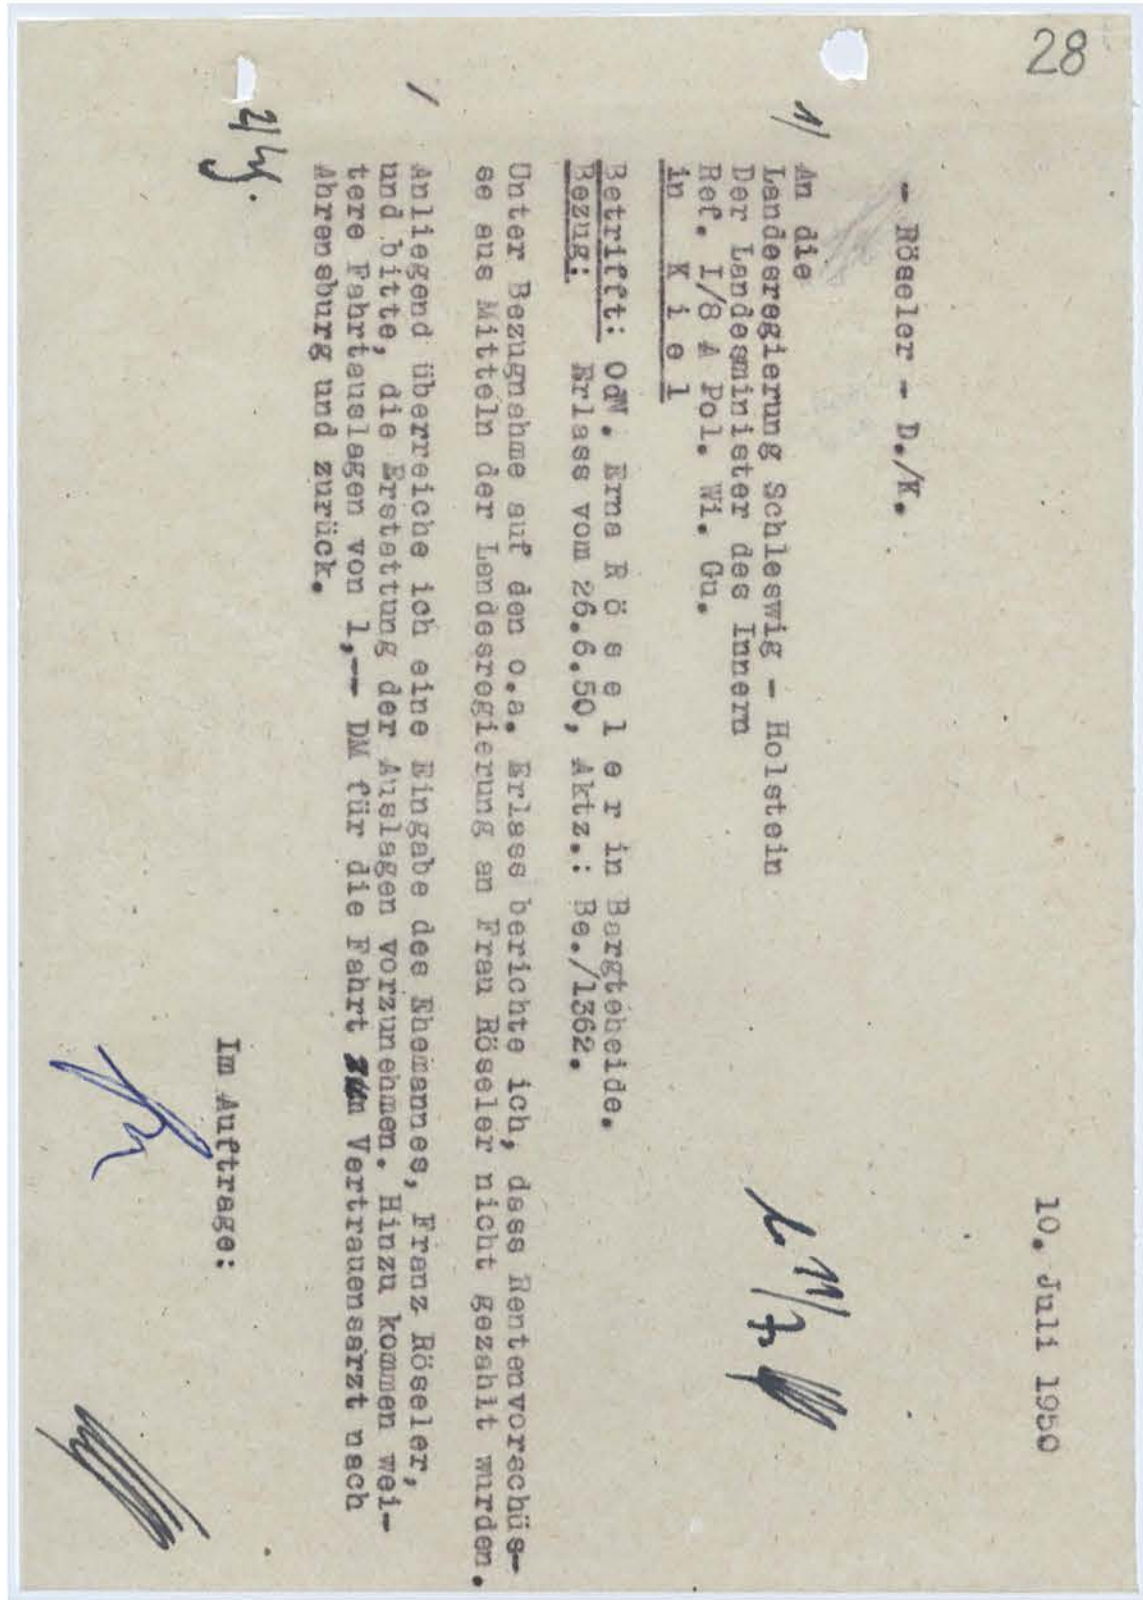 28
10. Juli 1950
- Röseler - D./K.
1/
An die
Landesregierung Schleswig - Holstein
Der Landesminister des Innern
Ref. I/8 A Pol. Wi. Gu.
in K i e l
11/7
Betrifft: OdN. Erna R ö s e l e r in Bargteheide.
Bezug: Erlass vom 26.6.50, Aktz.: Be./1362.
Unter Bezugnahme auf den o.a. Erlass berichte ich, dass Rentenvorschüs-
se aus Mitteln der Landesregierung an Frau Röseler nicht gezahlt wurden.
/ Anliegend überreiche ich eine Eingabe des Ehemannes, Franz Röseler,
und bitte, die Erstattung der Auslagen vorzunehmen. Hinzu kommen wei-
tere Fahrtauslagen von 1,-- DM für die Fahrt zum Vertrauensarzt nach
Ahrensburg und zurück.
2/
Im Auftrage: